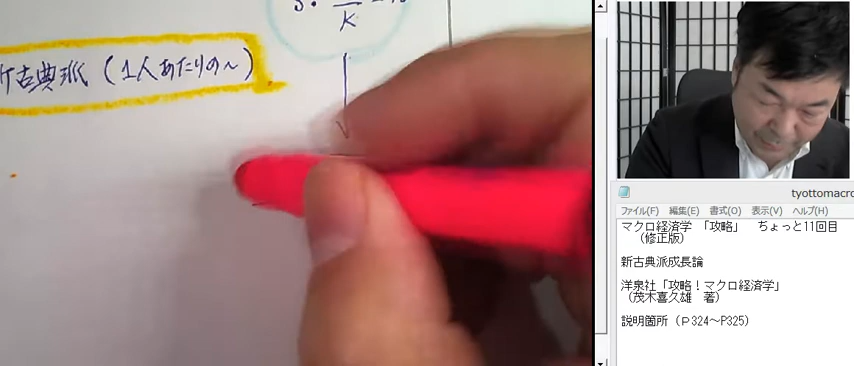 S・ K
新古典派（1人あたりの〜）
tyottomacro
ファイル(F) 編集(E) 書式(O) 表示(V) ヘルプ(H)
マクロ経済学 「攻略」 ちょっと11回目
（修正版）
新古典派成長論
洋泉社「攻略！マクロ経済学」
（茂木喜久雄 著）
説明箇所（Ｐ324～P325）